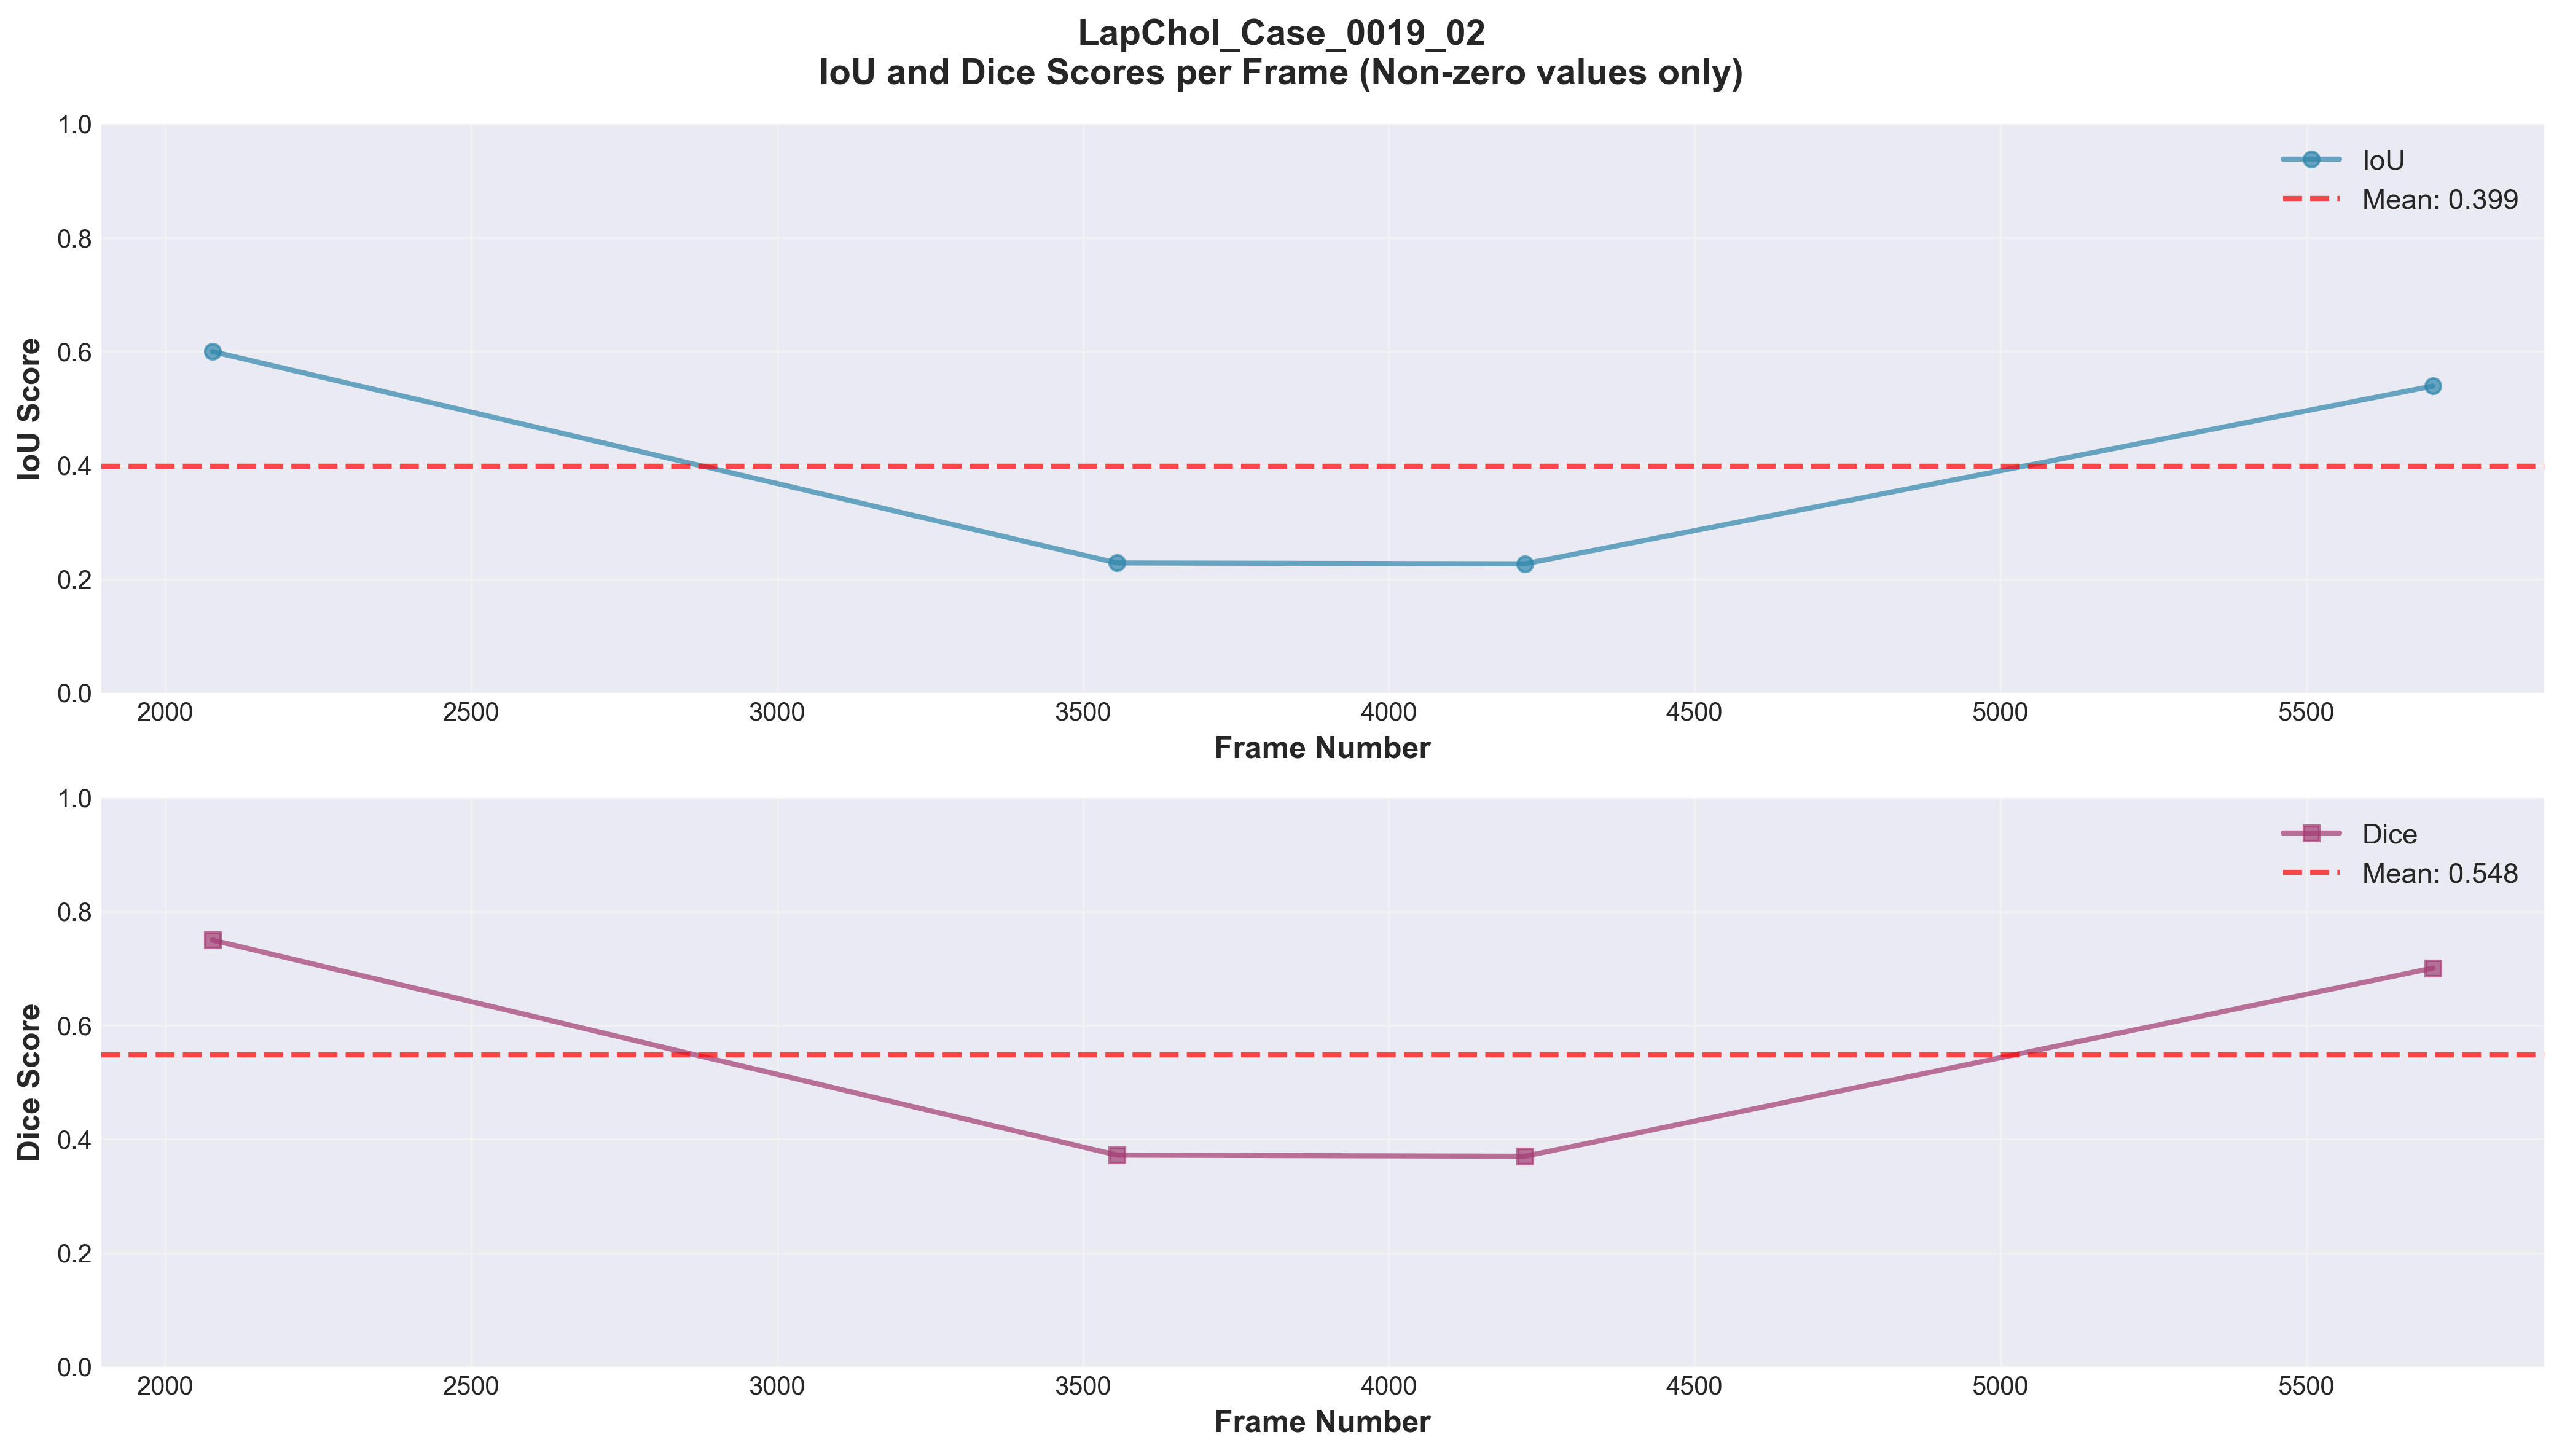 LapChol_Case_0019_02
IoU and Dice Scores per Frame (Non-zero values only)
IoU Score
1.0
0.8
0.6
0.4
0.2
0.0
IoU
Mean: 0.399
2000 2500 3000 3500 4000 4500 5000 5500
Frame Number
Dice Score
1.0
0.8
0.6
0.4
0.2
0.0
Dice
Mean: 0.548
2000 2500 3000 3500 4000 4500 5000 5500
Frame Number